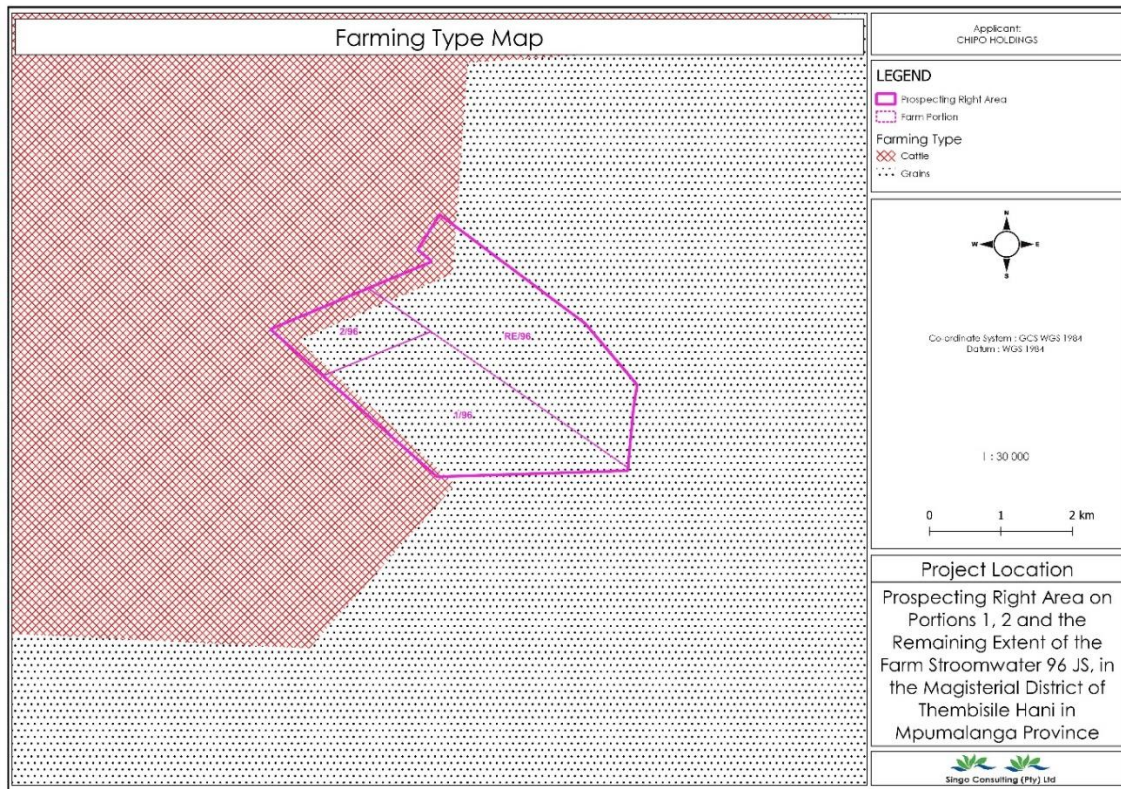 Farming Type Map
2/96
RE/96
1/96
Applicant:
CHIPO HOLDINGS
LEGEND
Prospecting Right Area
Farm Portion
Farming Type
Cattle
Grains
N
W
E
S
Co-ordinate System : GCS WGS 1984
Datum : WGS 1984
1 : 30 000
0 1 2 km
Project Location
Prospecting Right Area on
Portions 1, 2 and the
Remaining Extent of the
Farm Stroomwater 96 JS, in
the Magisterial District of
Thembisile Hani in
Mpumalanga Province
Singo Consulting (Pty) Ltd